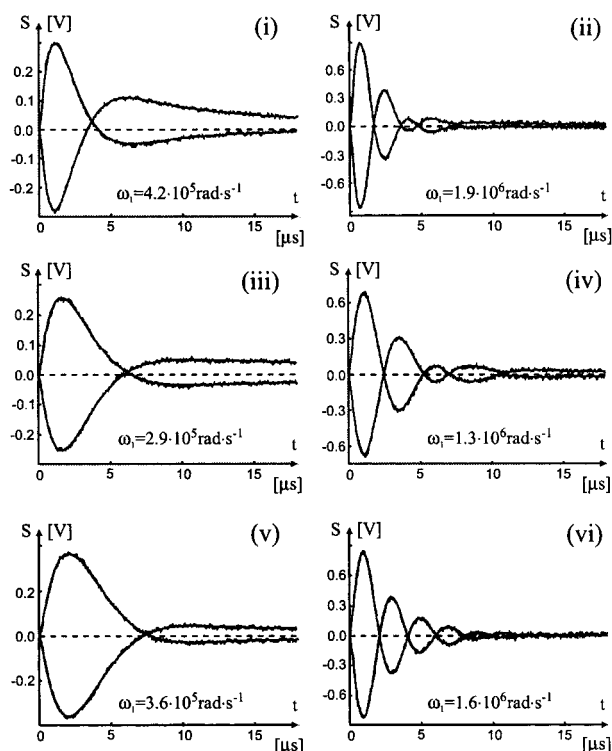 S [V] (i)
0.2
0.1
0.0
-0.1
-0.2
ω₁=4.2·10⁵rad·s⁻¹ t
0 5 10 15
[μs]
S [V] (ii)
0.9
0.6
0.3
0.0
-0.3
-0.6
ω₁=1.9·10⁶rad·s⁻¹ t
0 5 10 15
[μs]
S [V] (iii)
0.2
0.1
0.0
-0.1
-0.2
ω₁=2.9·10⁵rad·s⁻¹ t
0 5 10 15
[μs]
S [V] (iv)
0.6
0.3
0.0
-0.3
-0.6
ω₁=1.3·10⁶rad·s⁻¹ t
0 5 10 15
[μs]
S [V] (v)
0.2
0.0
-0.2
ω₁=3.6·10⁵rad·s⁻¹ t
0 5 10 15
[μs]
S [V] (vi)
0.6
0.3
0.0
-0.3
-0.6
ω₁=1.6·10⁶rad·s⁻¹ t
0 5 10 15
[μs]